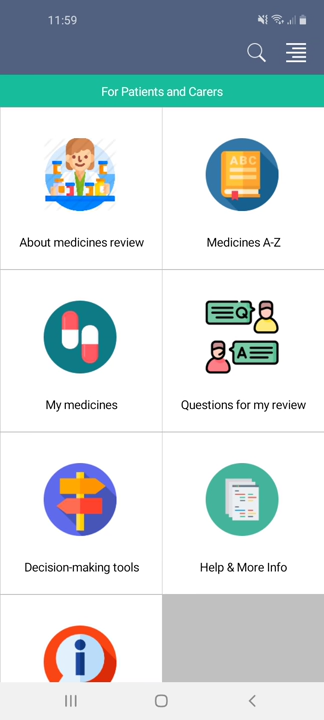 11:59
For Patients and Carers
ABC
About medicines review
Medicines A-Z
Q
A
My medicines
Questions for my review
Decision-making tools
Help & More Info
i